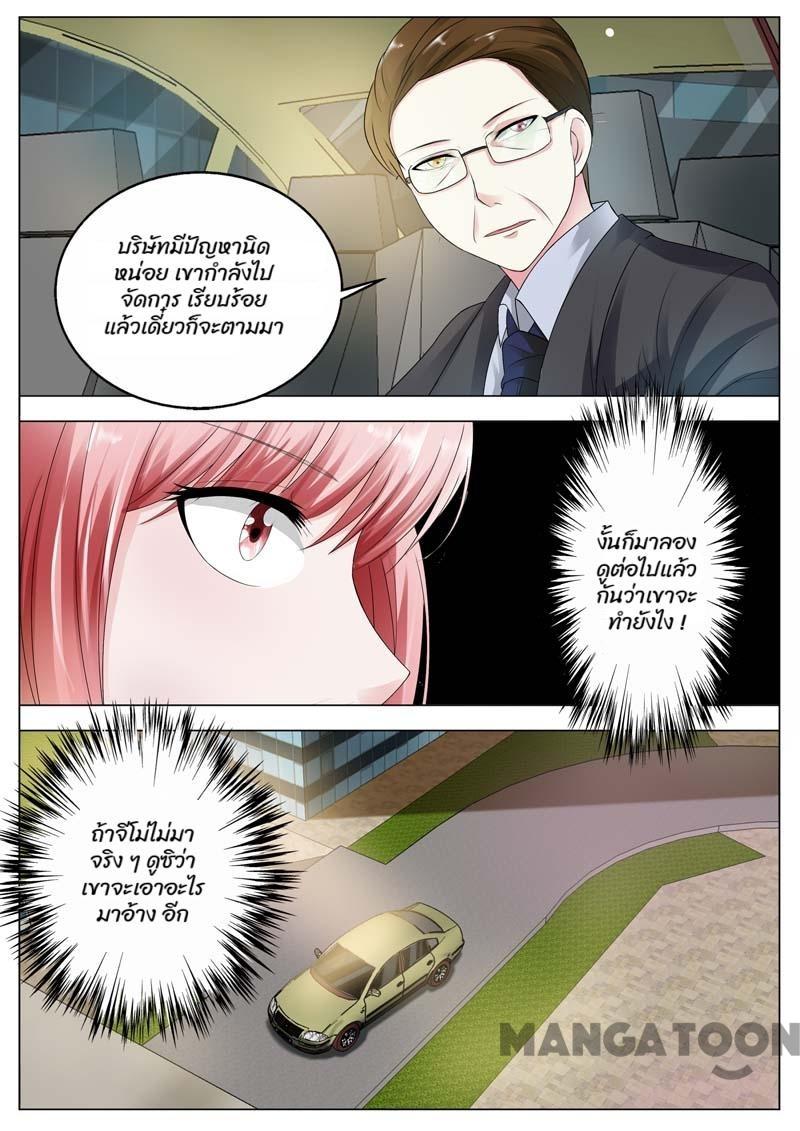 บริษัทมีปัญหานิด
หน่อย เขากำลังไป
จัดการ เรียบร้อย
แล้วเดี๋ยวก็จะตามมา
งั้นก็มาลอง
ดูต่อไปแล้ว
กันว่าเขาจะ
ทำยังไง !
ถ้าจีโม่ไม่มา
จริง ๆ ดูซิว่า
เขาจะเอาอะไร
มาอ้าง อีก
MANGATOON